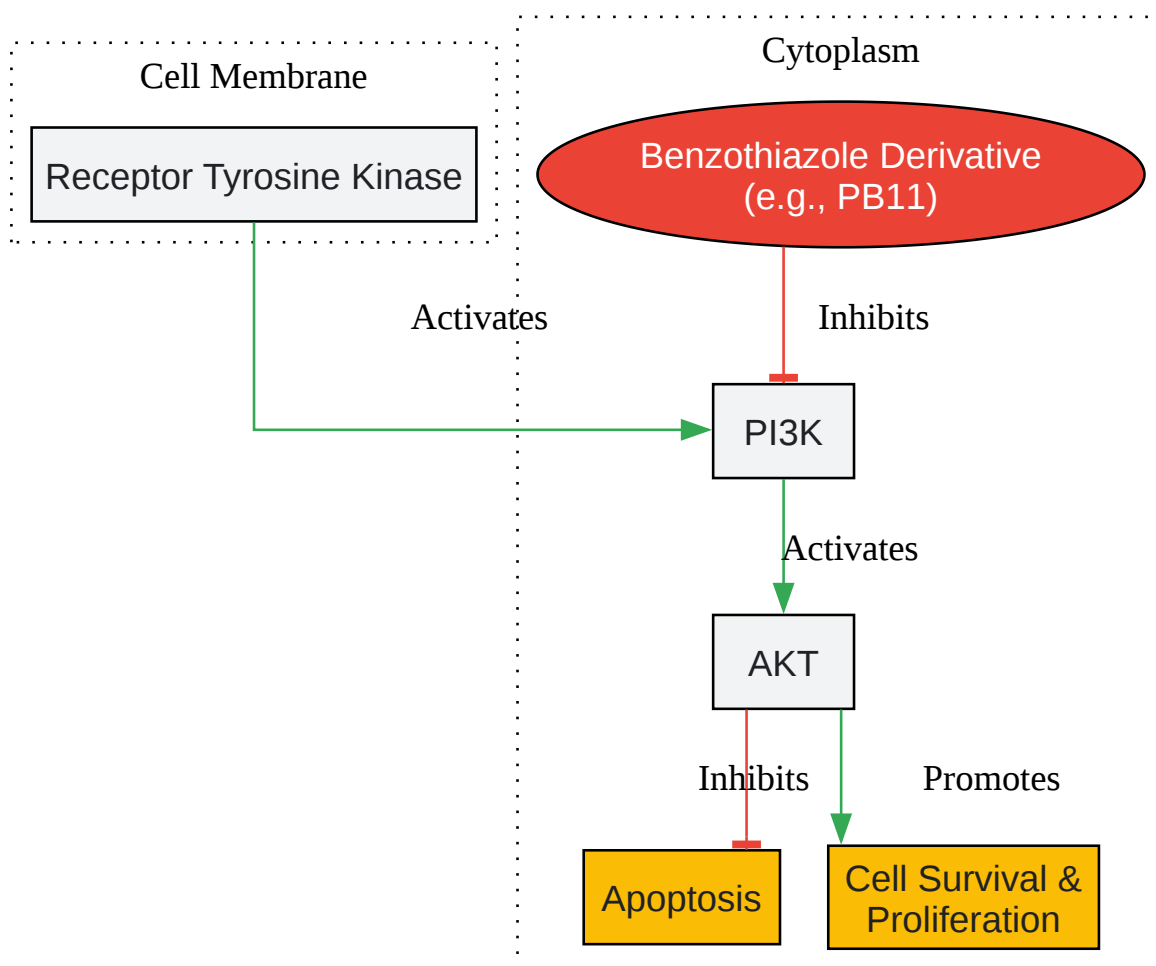 Cytoplasm
Cell Membrane
Receptor Tyrosine Kinase
Benzothiazole Derivative
(e.g., PB11)
Activates
Inhibits
PI3K
Activates
AKT
Inhibits
Promotes
Apoptosis
Cell Survival &
Proliferation